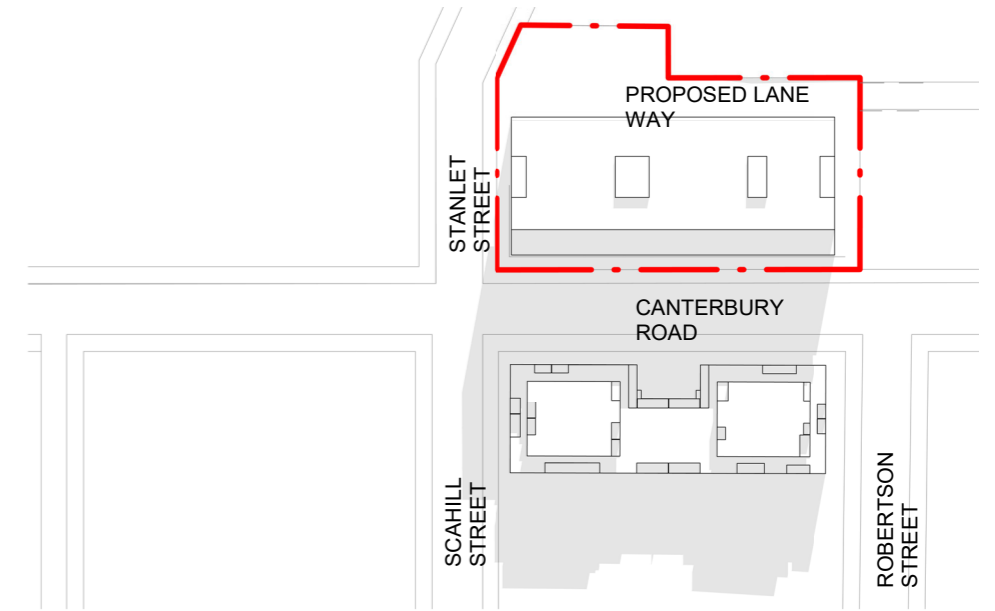 PROPOSED LANE
WAY
STANLET
STREET
CANTERBURY
ROAD
SCAHILL
STREET
ROBERTSON
STREET